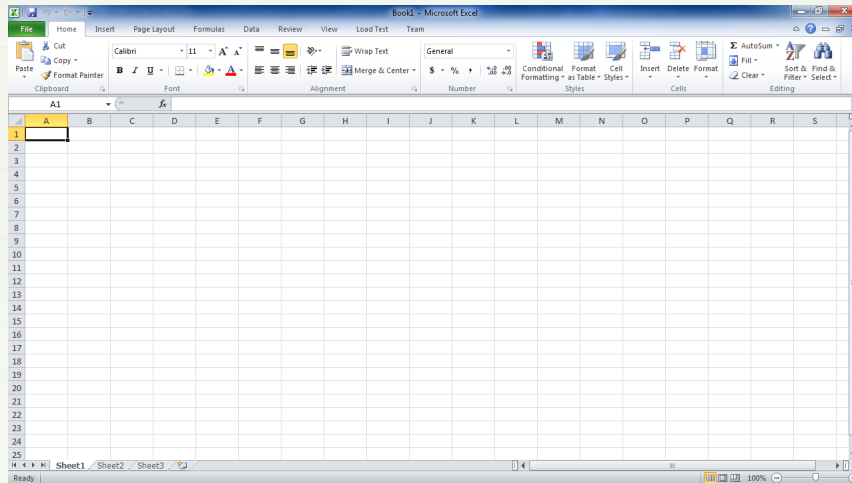 Book1 - Microsoft Excel
File Home Insert Page Layout Formulas Data Review View Load Test Team
Cut Calibri 11 A A Wrap Text General Σ AutoSum
Copy Fill
Paste Format Painter B I U A Merge & Center $ % , .00 .0 Conditional Format Cell Insert Delete Format Clear Sort & Find &
Formatting as Table Styles Filter Select
Clipboard Font Alignment Number Styles Cells Editing
A1 fx
A B C D E F G H I J K L M N O P Q R S
1
2
3
4
5
6
7
8
9
10
11
12
13
14
15
16
17
18
19
20
21
22
23
24
25
Sheet1 Sheet2 Sheet3
Ready 100%